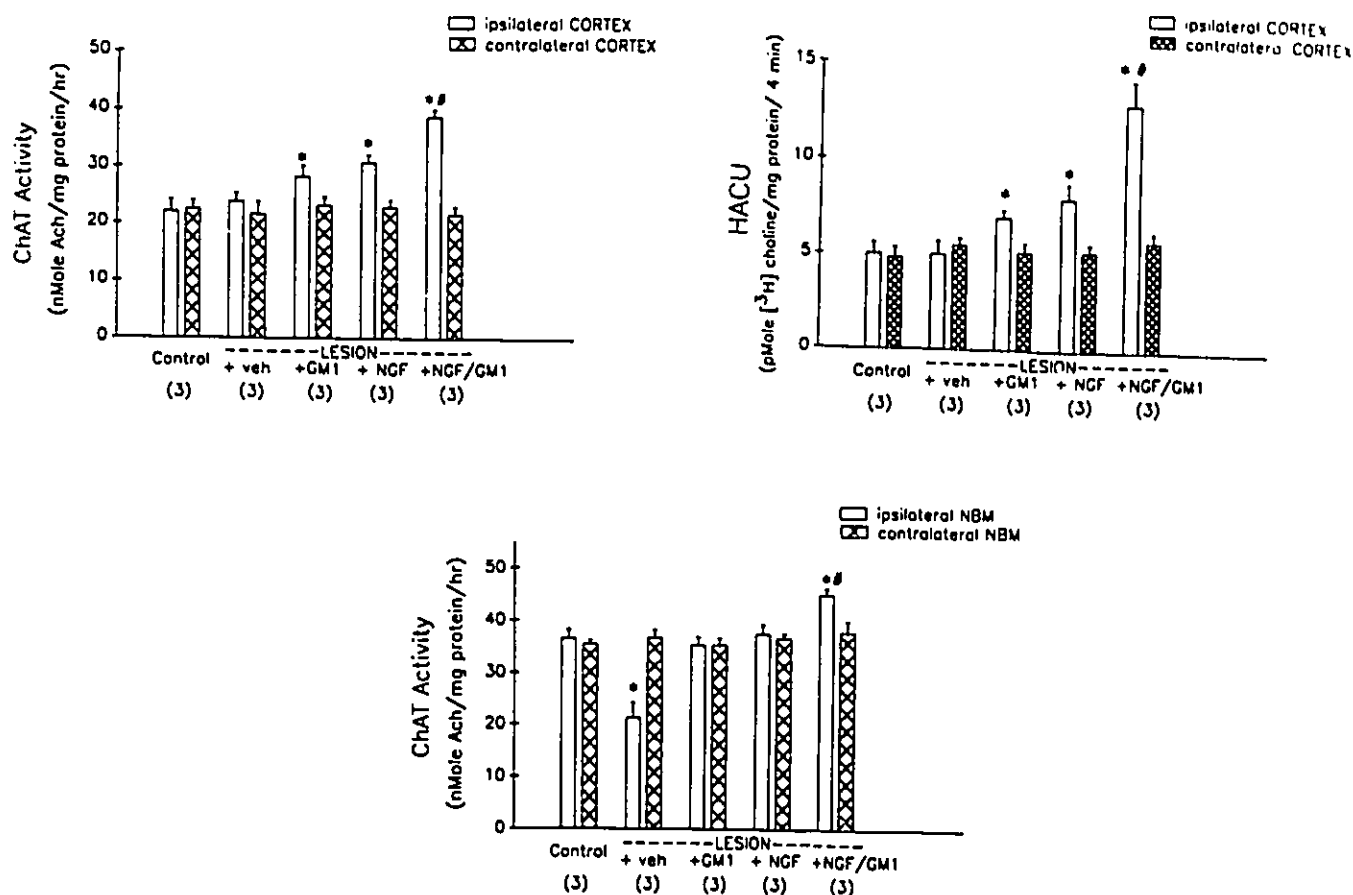 ipsilateral CORTEX
contralateral CORTEX
50
40
30
20
10
0
ChAT Activity
(nMole Ach/mg protein/hr)
* * *#
Control
LESION
+ veh +GM1 + NGF +NGF/GM1
(3) (3) (3) (3) (3)
ipsilateral CORTEX
contralateral CORTEX
15
10
5
0
HACU
(pMole [³H] choline/mg protein/ 4 min)
* * *#
Control
LESION
+ veh +GM1 + NGF +NGF/GM1
(3) (3) (3) (3) (3)
ipsilateral NBM
contralateral NBM
50
40
30
20
10
0
ChAT Activity
(nMole Ach/mg protein/hr)
* *#
Control
LESION
+ veh +GM1 + NGF +NGF/GM1
(3) (3) (3) (3) (3)